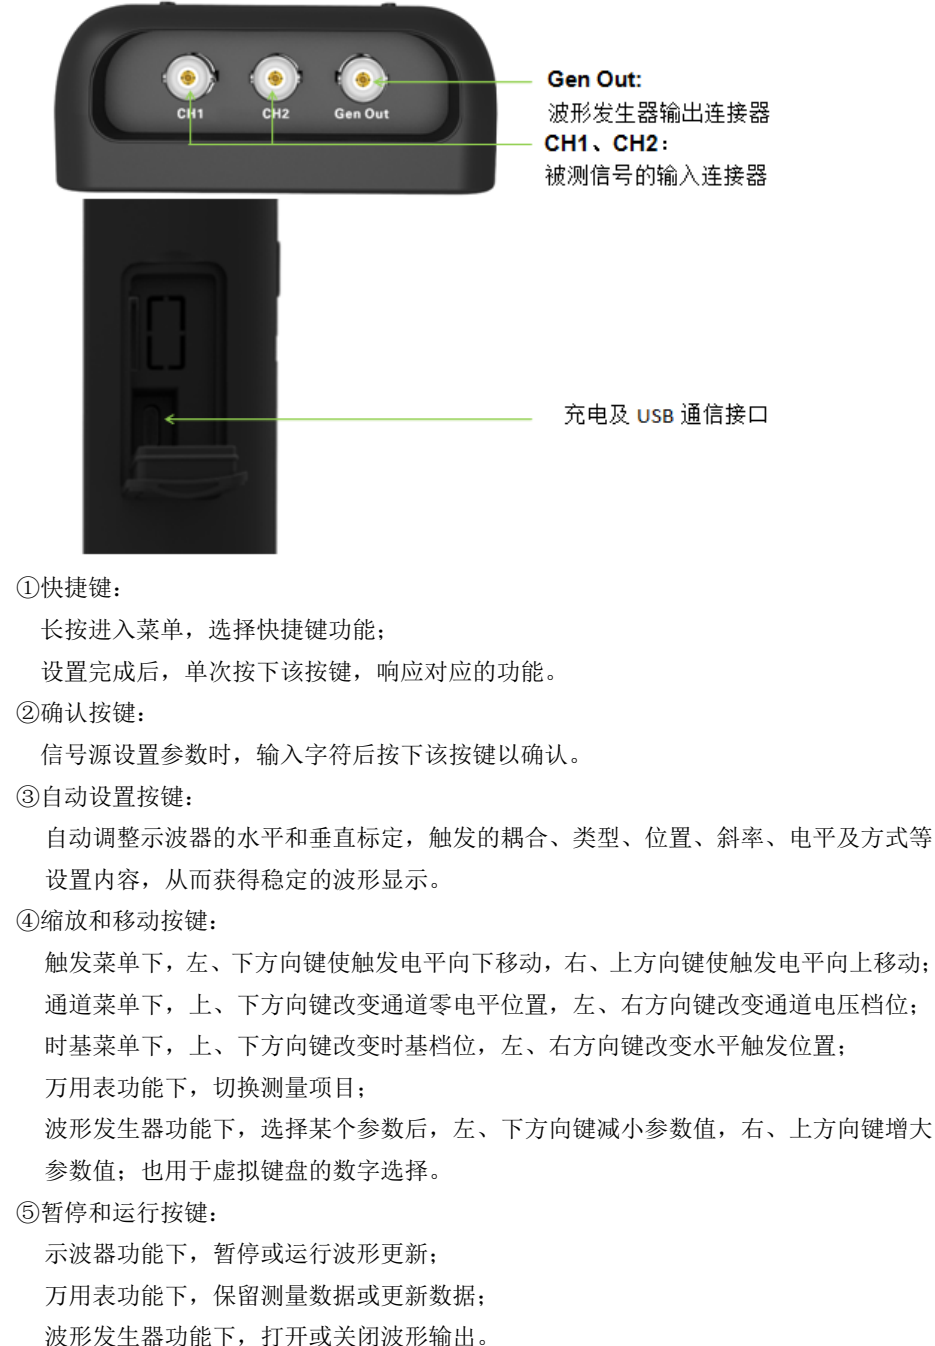 CH1 CH2 Gen Out
Gen Out:
波形发生器输出连接器
CH1、CH2：
被测信号的输入连接器
充电及 USB 通信接口
①快捷键：
长按进入菜单，选择快捷键功能；
设置完成后，单次按下该按键，响应对应的功能。
②确认按键：
信号源设置参数时，输入字符后按下该按键以确认。
③自动设置按键：
自动调整示波器的水平和垂直标定，触发的耦合、类型、位置、斜率、电平及方式等
设置内容，从而获得稳定的波形显示。
④缩放和移动按键：
触发菜单下，左、下方向键使触发电平向下移动，右、上方向键使触发电平向上移动；
通道菜单下，上、下方向键改变通道零电平位置，左、右方向键改变通道电压档位；
时基菜单下，上、下方向键改变时基档位，左、右方向键改变水平触发位置；
万用表功能下，切换测量项目；
波形发生器功能下，选择某个参数后，左、下方向键减小参数值，右、上方向键增大
参数值；也用于虚拟键盘的数字选择。
⑤暂停和运行按键：
示波器功能下，暂停或运行波形更新；
万用表功能下，保留测量数据或更新数据；
波形发生器功能下，打开或关闭波形输出。